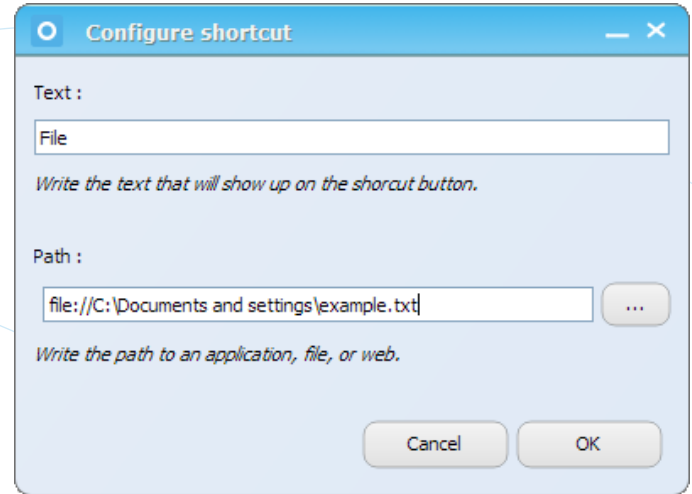 Configure shortcut
Text :
File
Write the text that will show up on the shorcut button.
Path :
file://C:\Documents and settings\example.txt
...
Write the path to an application, file, or web.
Cancel OK